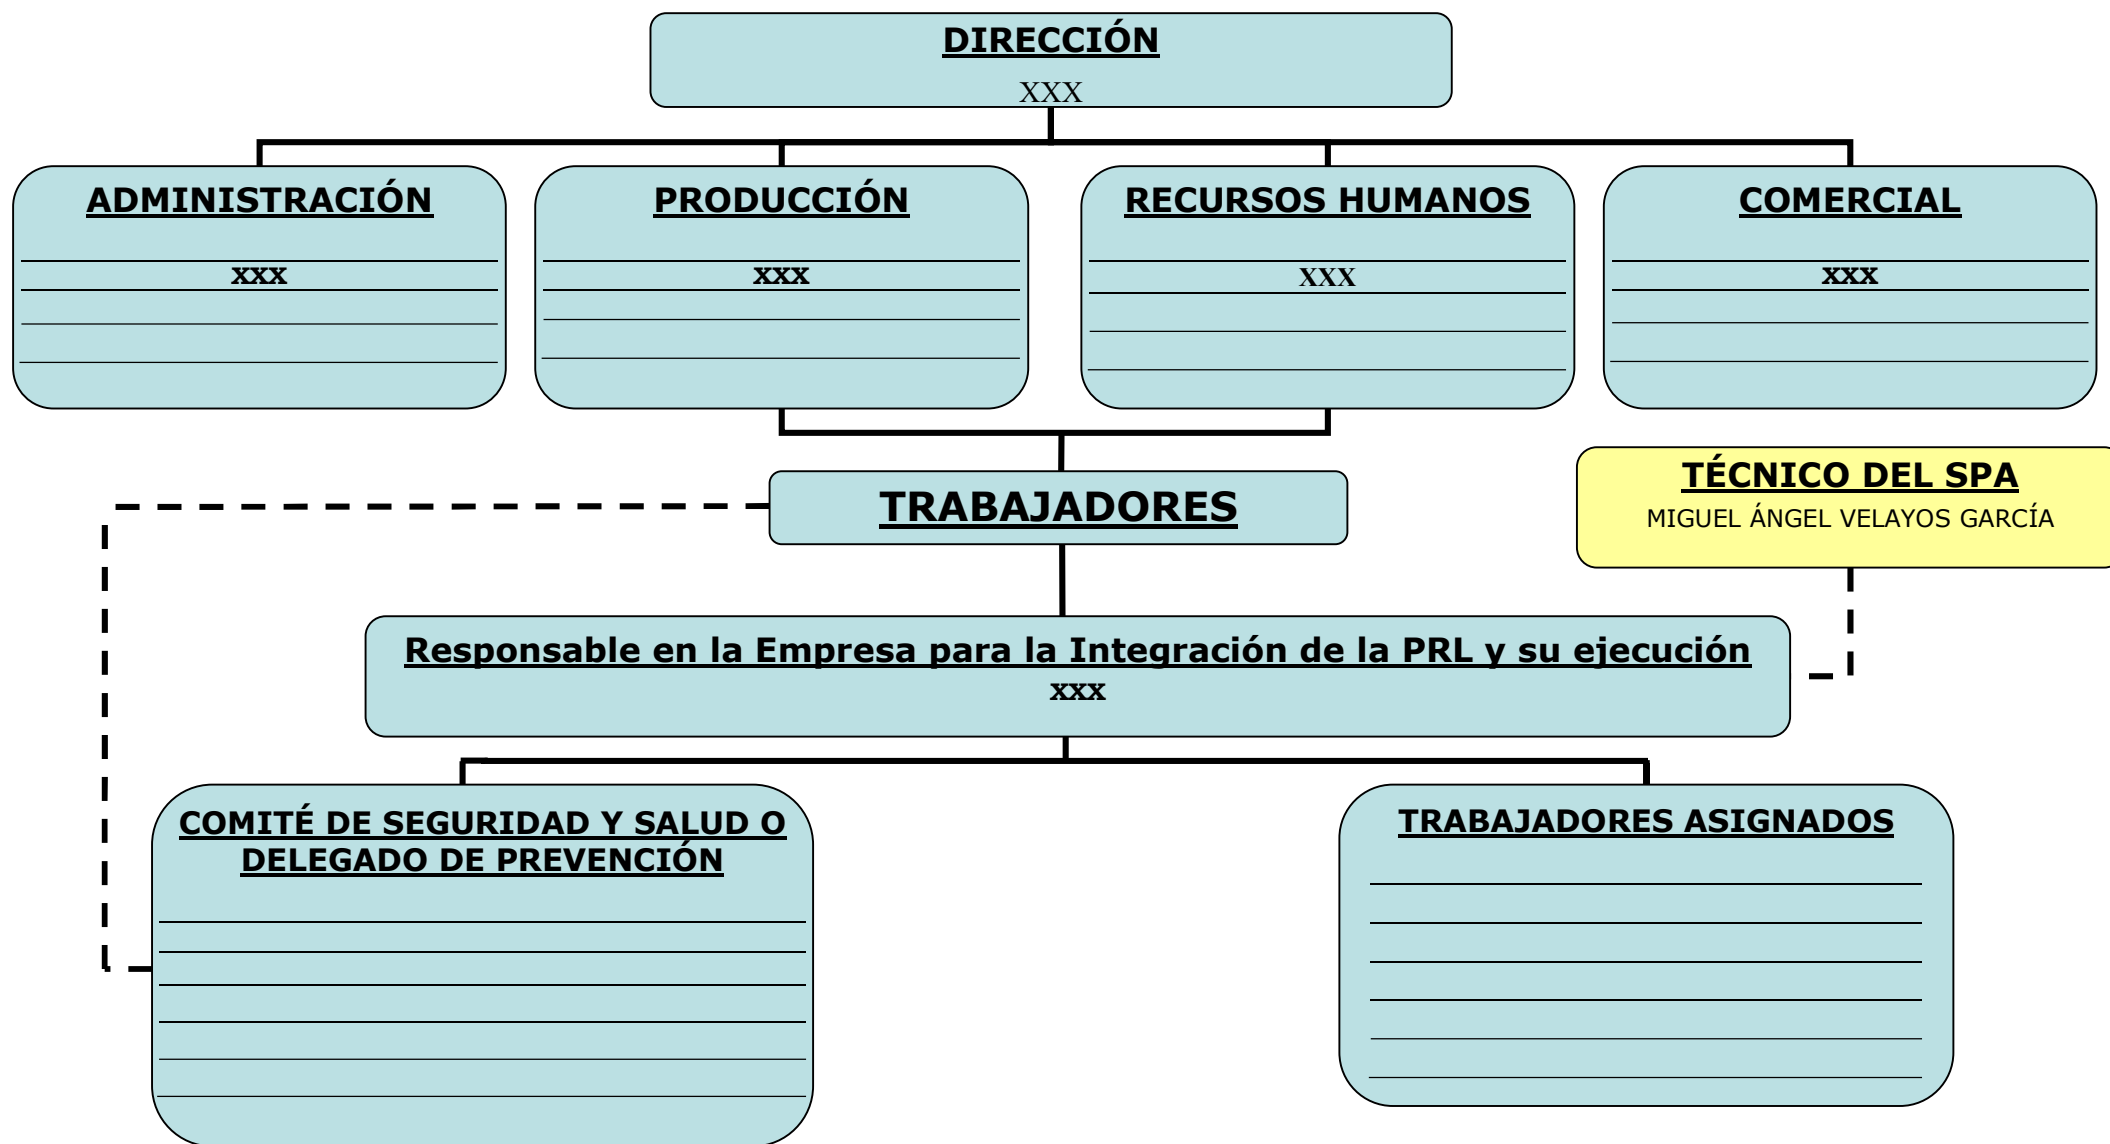 DIRECCIÓN
XXX
ADMINISTRACIÓN
xxx
PRODUCCIÓN
xxx
RECURSOS HUMANOS
XXX
COMERCIAL
xxx
TRABAJADORES
TÉCNICO DEL SPA
MIGUEL ÁNGEL VELAYOS GARCÍA
Responsable en la Empresa para la Integración de la PRL y su ejecución
xxx
COMITÉ DE SEGURIDAD Y SALUD O
DELEGADO DE PREVENCIÓN
TRABAJADORES ASIGNADOS